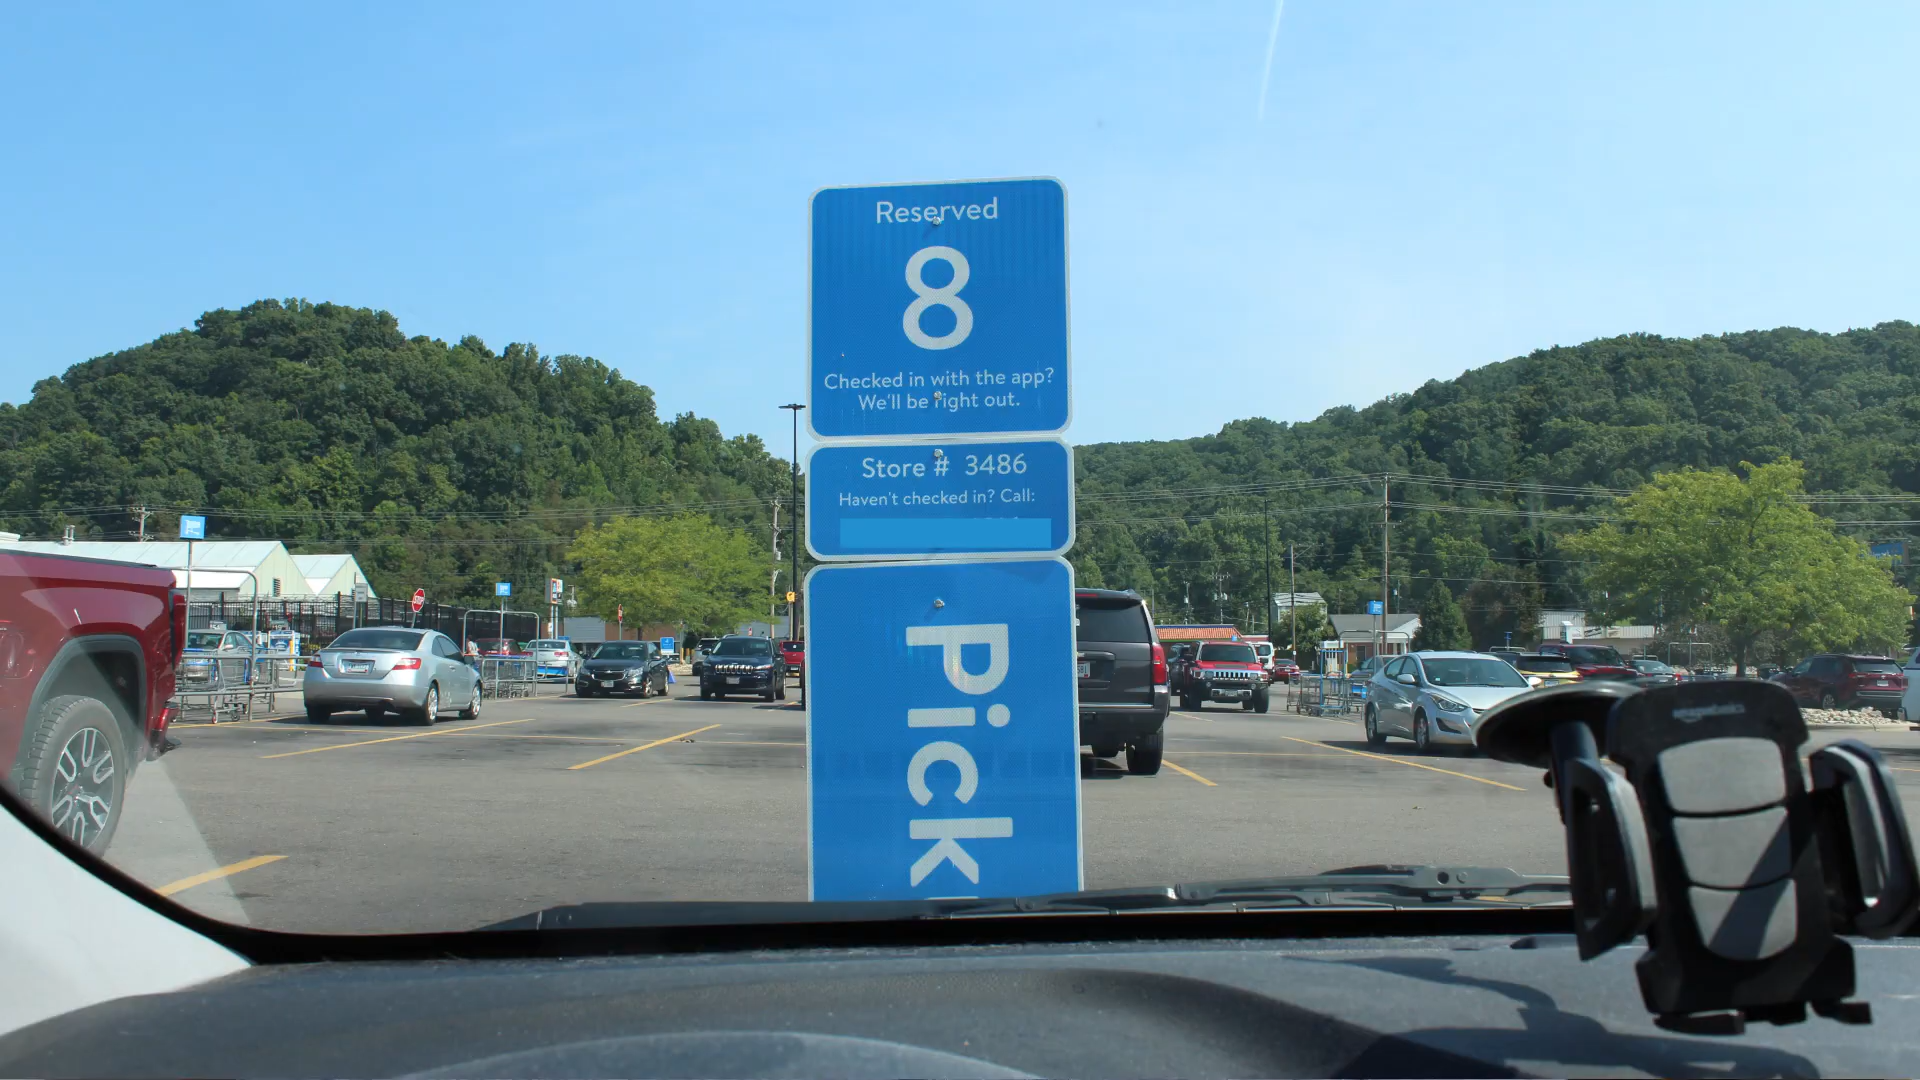 Reserved
8
Checked in with the app?
We'll be right out.
Store # 3486
Haven't checked in? Call:
Pick
STOP